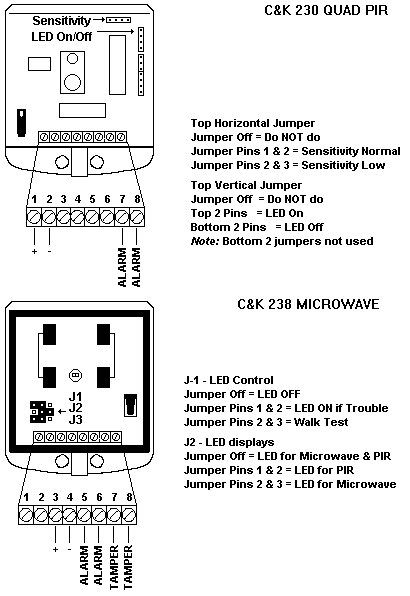 C&K 230 QUAD PIR
Sensitivity
LED On/Off
Top Horizontal Jumper
Jumper Off = Do NOT do
Jumper Pins 1 & 2 = Sensitivity Normal
Jumper Pins 2 & 3 = Sensitivity Low
Top Vertical Jumper
Jumper Off = Do NOT do
Top 2 Pins = LED On
Bottom 2 Pins = LED Off
Note: Bottom 2 jumpers not used
1 2 3 4 5 6 7 8
+ - ALARM ALARM
C&K 238 MICROWAVE
J1
J2
J3
J-1 - LED Control
Jumper Off = LED OFF
Jumper Pins 1 & 2 = LED ON if Trouble
Jumper Pins 2 & 3 = Walk Test
J2 - LED displays
Jumper Off = LED for Microwave & PIR
Jumper Pins 1 & 2 = LED for PIR
Jumper Pins 2 & 3 = LED for Microwave
1 2 3 4 5 6 7 8
+ - ALARM ALARM TAMPER TAMPER